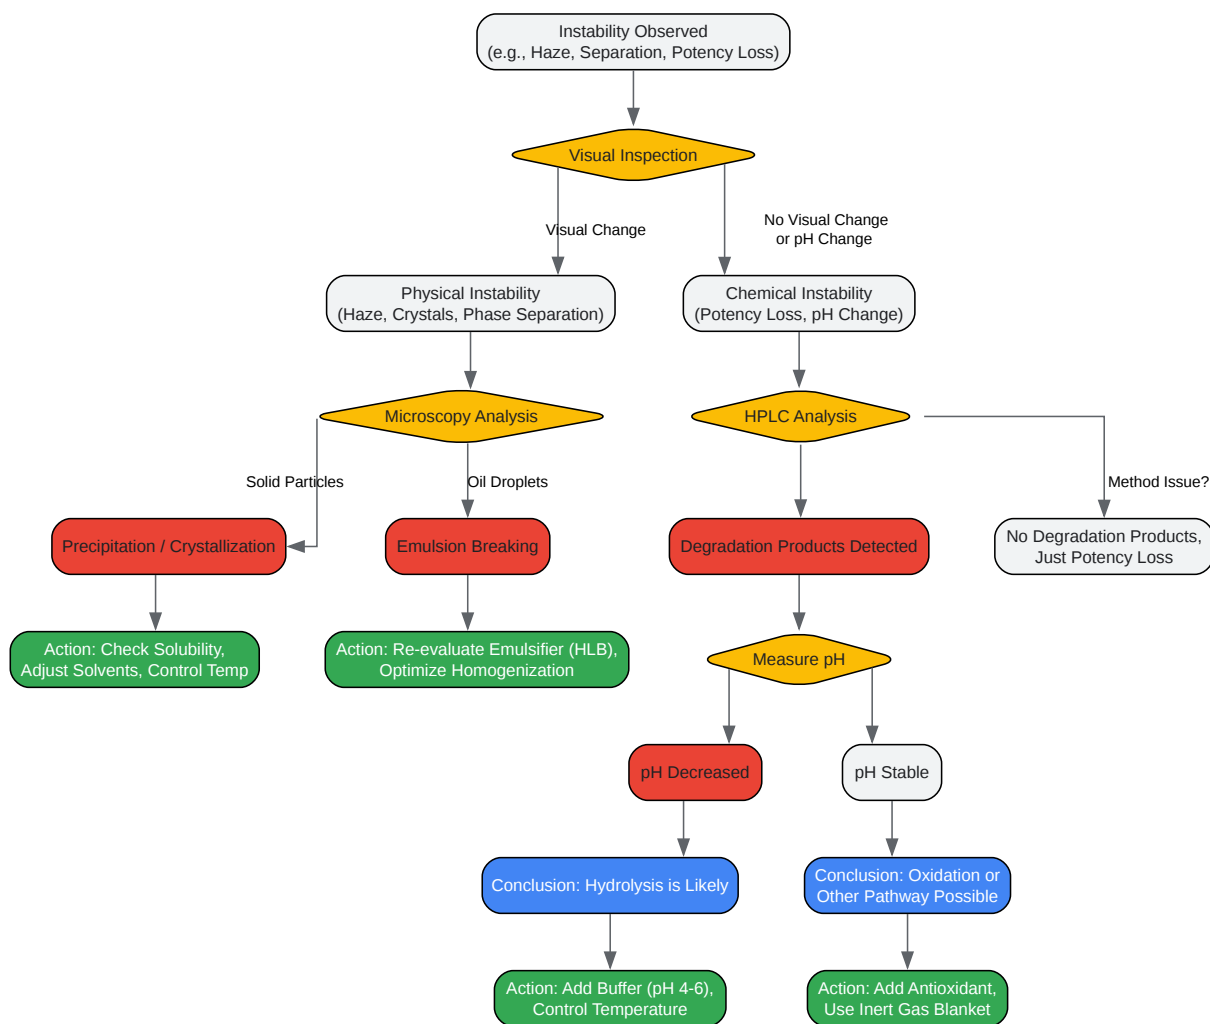 Instability Observed
(e.g., Haze, Separation, Potency Loss)
Visual Inspection
Visual Change
No Visual Change
or pH Change
Physical Instability
(Haze, Crystals, Phase Separation)
Chemical Instability
(Potency Loss, pH Change)
Microscopy Analysis
HPLC Analysis
Solid Particles
Oil Droplets
Method Issue?
Precipitation / Crystallization
Emulsion Breaking
Degradation Products Detected
No Degradation Products,
Just Potency Loss
Action: Check Solubility,
Adjust Solvents, Control Temp
Action: Re-evaluate Emulsifier (HLB),
Optimize Homogenization
Measure pH
pH Decreased
pH Stable
Conclusion: Hydrolysis is Likely
Conclusion: Oxidation or
Other Pathway Possible
Action: Add Buffer (pH 4-6),
Control Temperature
Action: Add Antioxidant,
Use Inert Gas Blanket